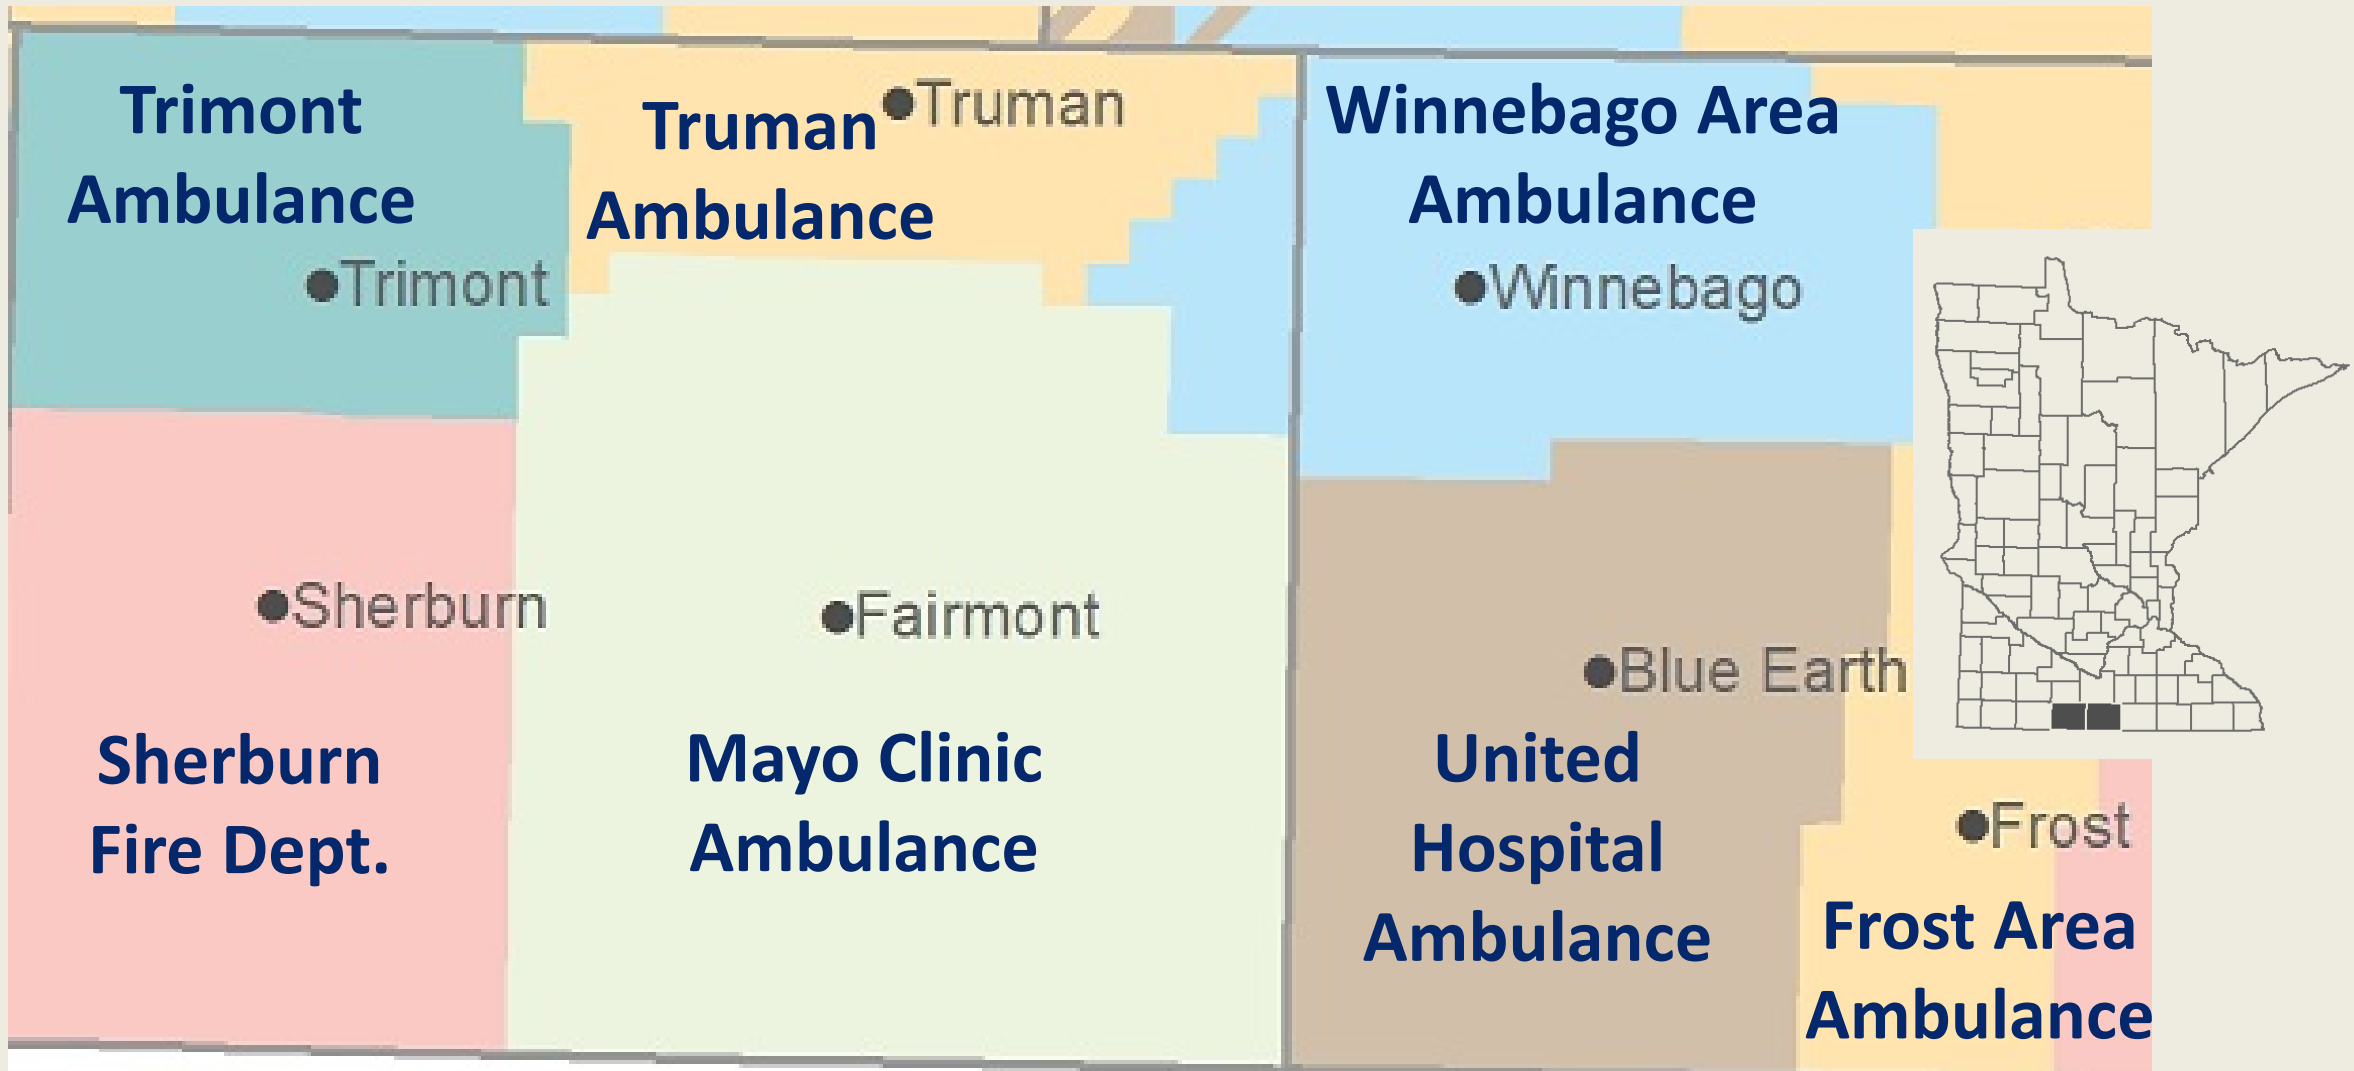 Trimont
Ambulance
Trimont
Truman
Truman
Ambulance
Winnebago Area
Ambulance
Winnebago
Sherburn
Sherburn
Fire Dept.
Fairmont
Mayo Clinic
Ambulance
Blue Earth
United
Hospital
Ambulance
Frost
Frost Area
Ambulance